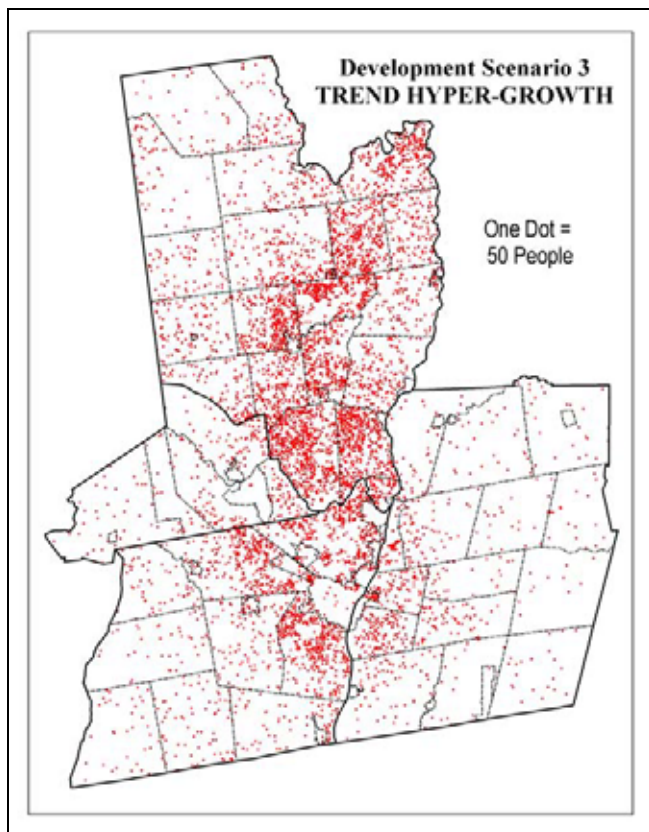 Development Scenario 3
TREND HYPER-GROWTH
One Dot =
50 People